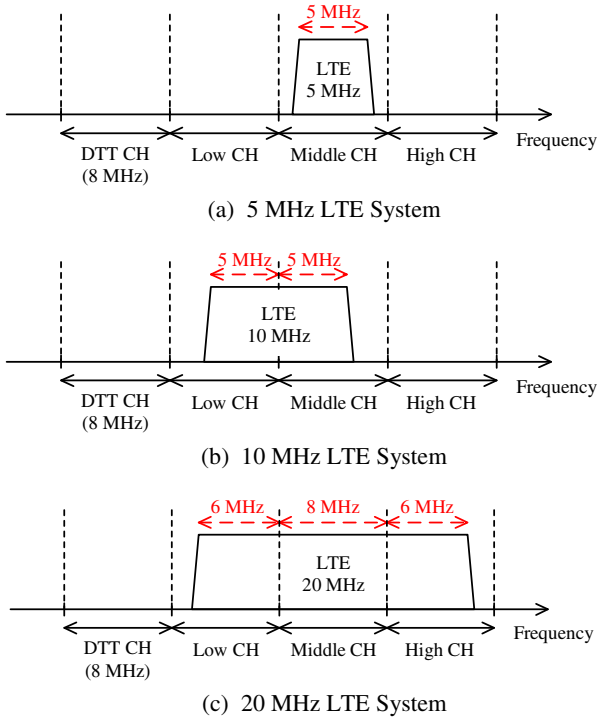 5 MHz
LTE
5 MHz
Frequency
DTT CH
(8 MHz)
Low CH
Middle CH
High CH
(a) 5 MHz LTE System
5 MHz
5 MHz
LTE
10 MHz
Frequency
DTT CH
(8 MHz)
Low CH
Middle CH
High CH
(b) 10 MHz LTE System
6 MHz
8 MHz
6 MHz
LTE
20 MHz
Frequency
DTT CH
(8 MHz)
Low CH
Middle CH
High CH
(c) 20 MHz LTE System